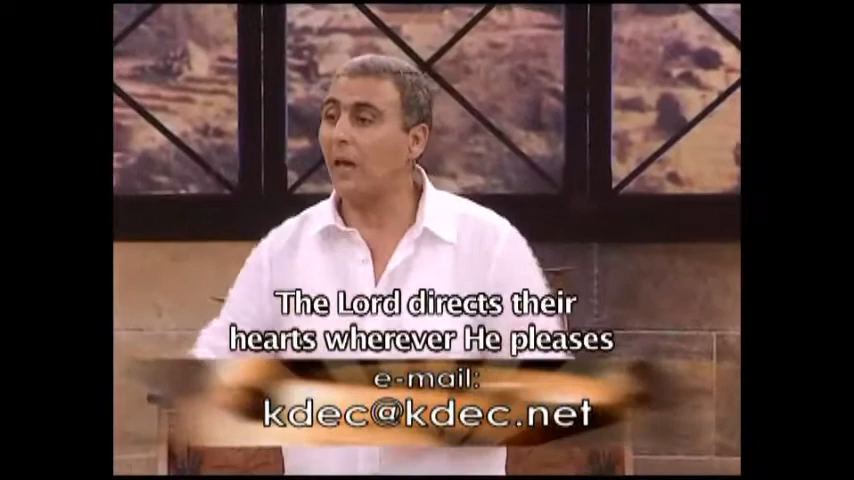 The Lord directs their
hearts wherever He pleases
e-mail:
kdec@kdec.net